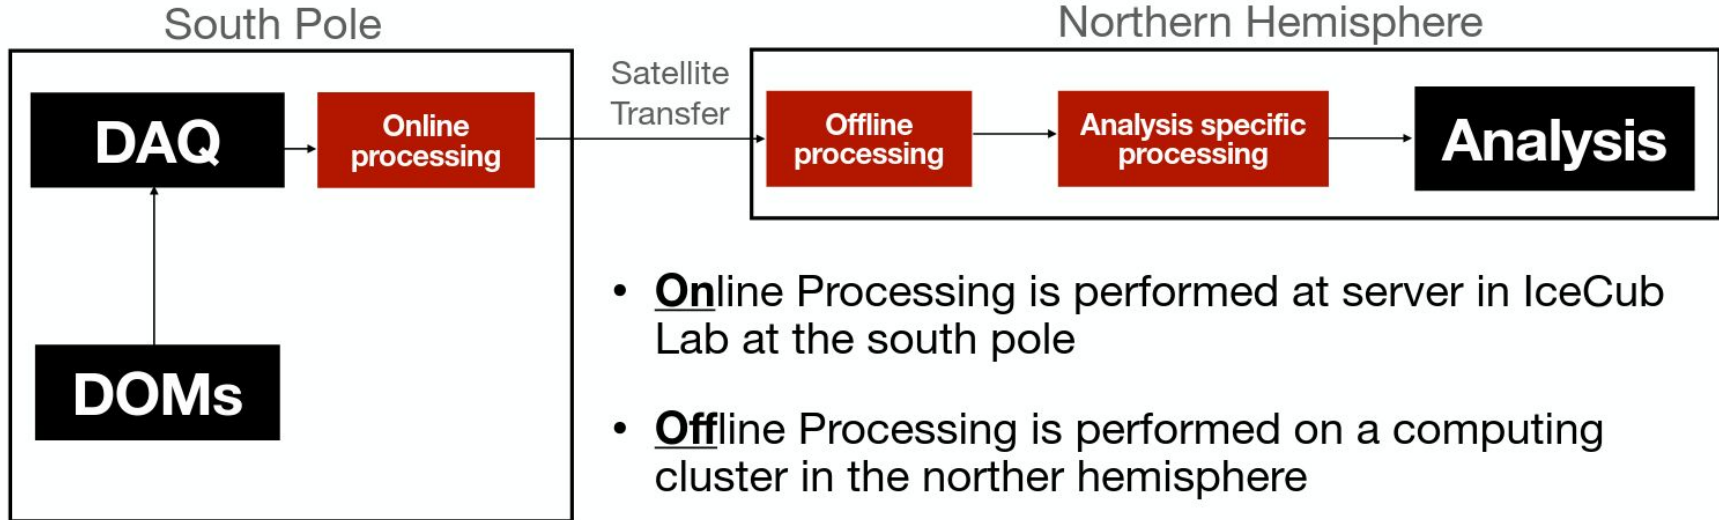 South Pole
Northern Hemisphere
Satellite
Transfer
DAQ
Online
processing
Offline
processing
Analysis specific
processing
Analysis
DOMs
• Online Processing is performed at server in IceCub
Lab at the south pole
• Offline Processing is performed on a computing
cluster in the norther hemisphere